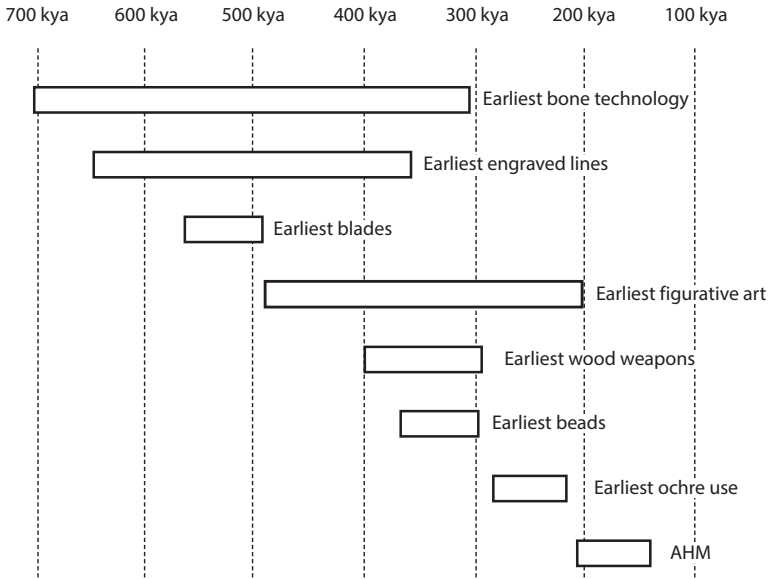 700 kya 600 kya 500 kya 400 kya 300 kya 200 kya 100 kya
Earliest bone technology
Earliest engraved lines
Earliest blades
Earliest figurative art
Earliest wood weapons
Earliest beads
Earliest ochre use
AHM